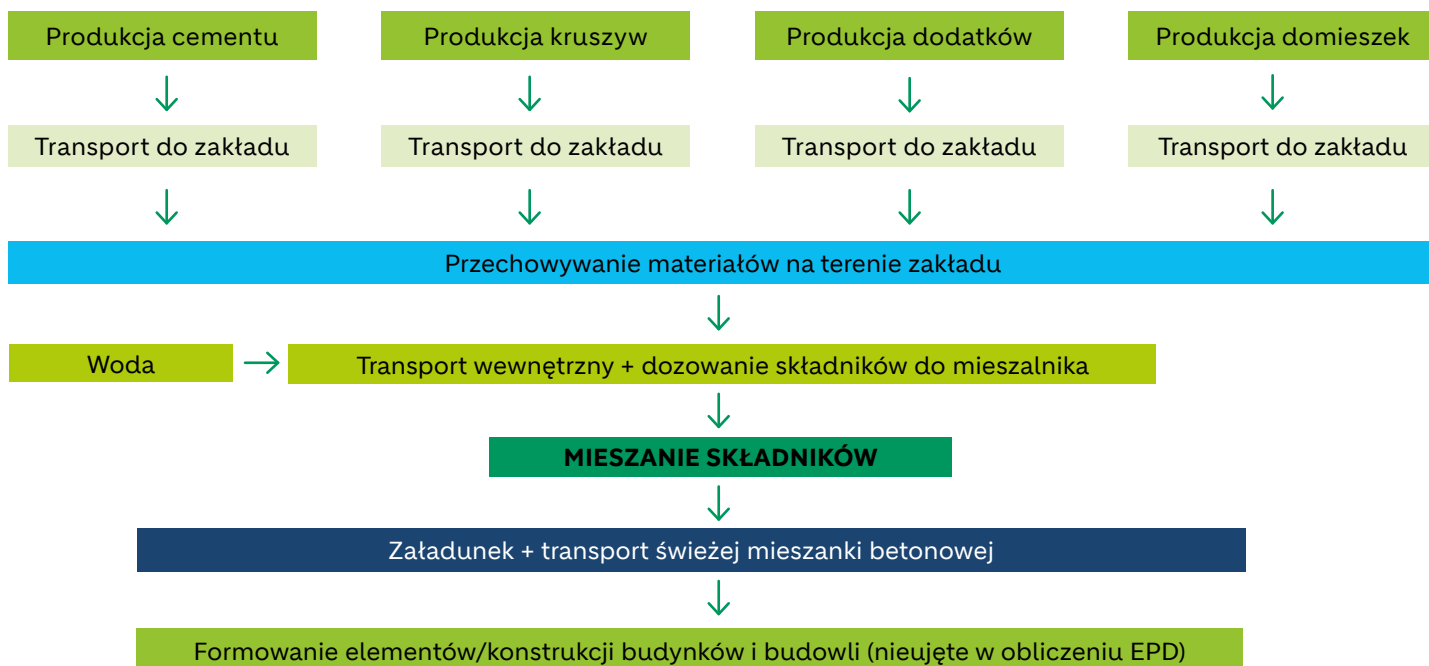 Produkcja cementu
Produkcja kruszyw
Produkcja dodatków
Produkcja domieszek
Transport do zakładu
Transport do zakładu
Transport do zakładu
Transport do zakładu
Przechowywanie materiałów na terenie zakładu
Woda
Transport wewnętrzny + dozowanie składników do mieszalnika
MIESZANIE SKŁADNIKÓW
Załadunek + transport świeżej mieszanki betonowej
Formowanie elementów/konstrukcji budynków i budowli (nieujęte w obliczeniu EPD)